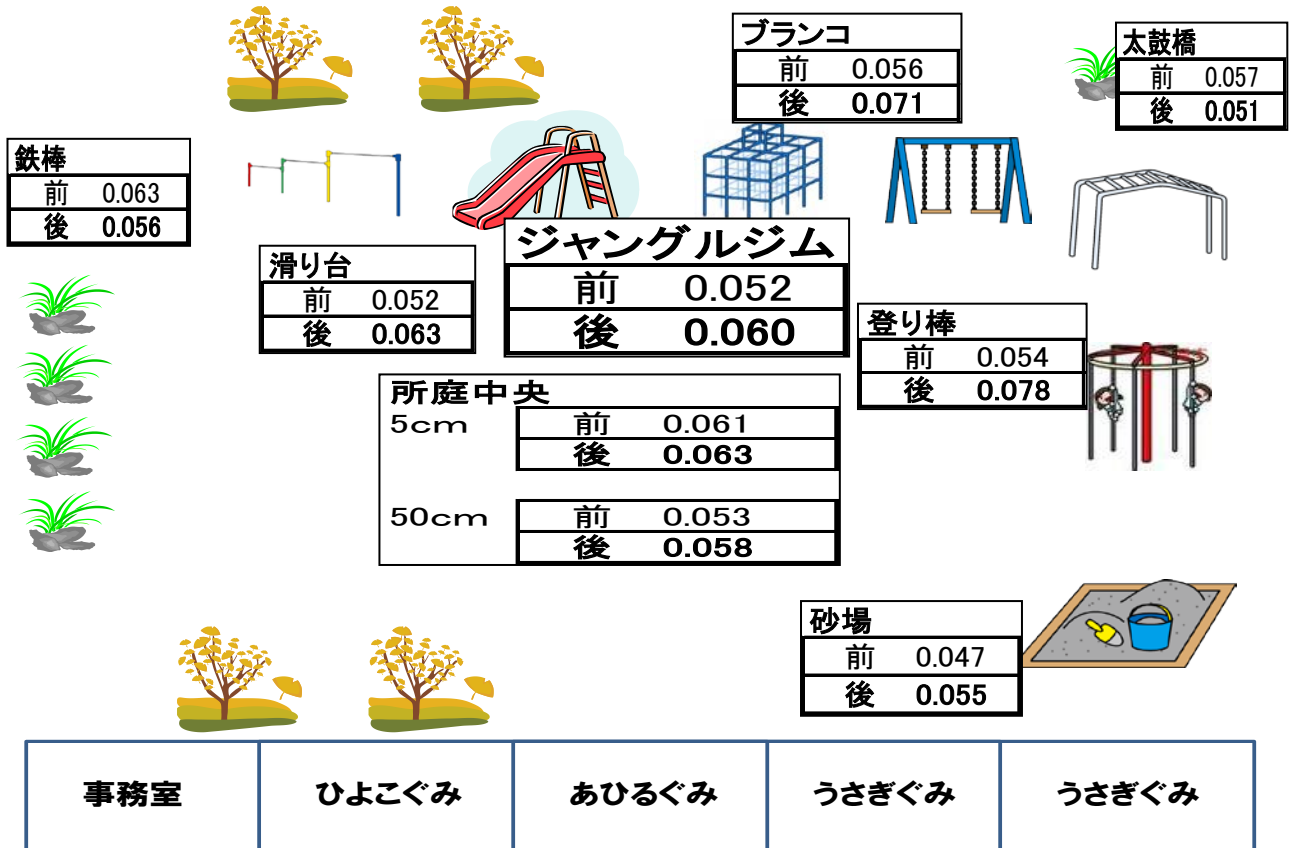 ブランコ
前 0.056
後 0.071
太鼓橋
前 0.057
後 0.051
鉄棒
前 0.063
後 0.056
滑り台
前 0.052
後 0.063
ジャングルジム
前 0.052
後 0.060
登り棒
前 0.054
後 0.078
所庭中央
5cm 前 0.061
後 0.063
50cm 前 0.053
後 0.058
砂場
前 0.047
後 0.055
事務室 ひよこぐみ あひるぐみ うさぎぐみ うさぎぐみ